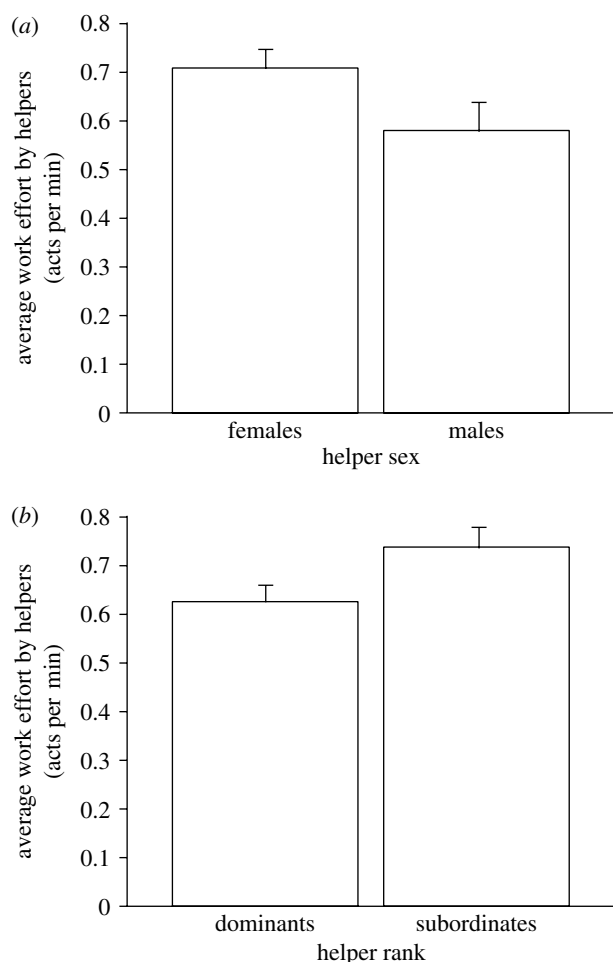 (a)
0.8
0.7
0.6
0.5
0.4
0.3
0.2
0.1
0
average work effort by helpers
(acts per min)
females
males
helper sex
(b)
0.8
0.7
0.6
0.5
0.4
0.3
0.2
0.1
0
average work effort by helpers
(acts per min)
dominants
subordinates
helper rank